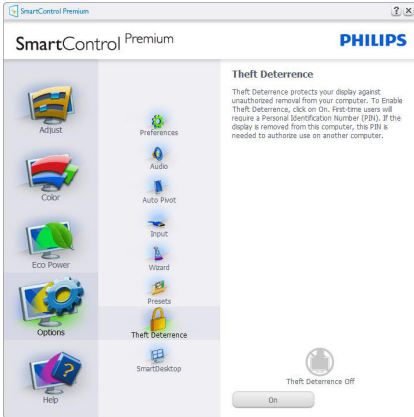 SmartControl Premium
SmartControl Premium
PHILIPS
Adjust
Color
Eco Power
Options
Help
Preferences
Audio
Auto Pivot
Input
Wizard
Presets
Theft Deterrence
SmartDesktop
Theft Deterrence
Theft Deterrence protects your display against
unauthorized removal from your computer. To Enable
Theft Deterrence, click on On. First-time users will
require a Personal Identification Number (PIN). If the
display is removed from this computer, this PIN is
needed to authorize use on another computer.
Theft Deterrence Off
On